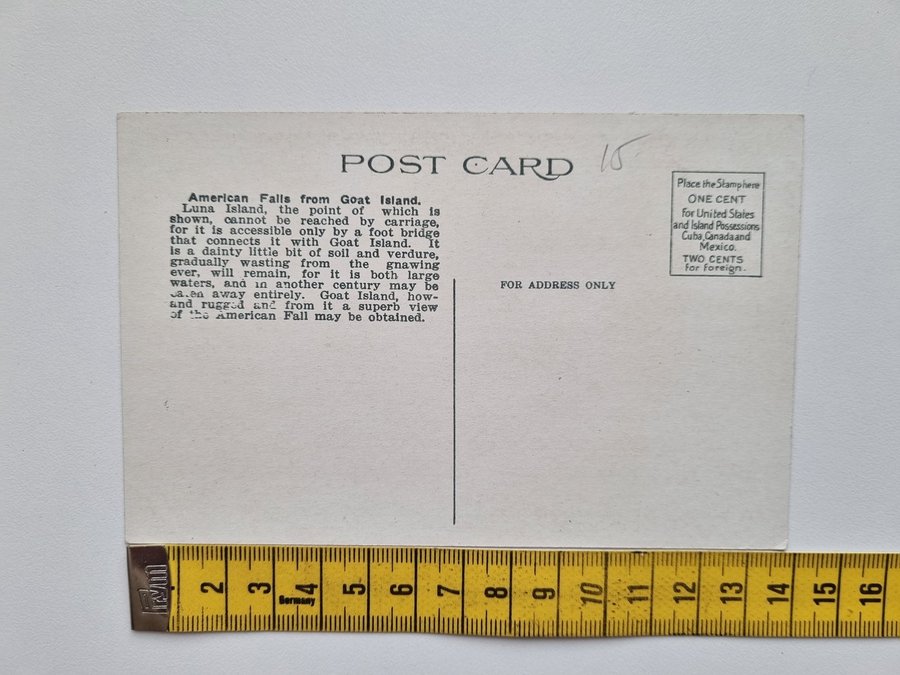 POST CARD
15
American Falls from Goat Island.
Luna Island, the point of which is
shown, cannot be reached by carriage,
for it is accessible only by a foot bridge
that connects it with Goat Island. It
is a dainty little bit of soil and verdure,
gradually wasting from the gnawing
ever, will remain, for it is both large
waters, and in another century may be
eaten away entirely. Goat Island, how-
and rugged and from it a superb view
of the American Fall may be obtained.
FOR ADDRESS ONLY
Place the Stamp here
ONE CENT
for United States
and Island Possessions
Cuba, Canada and
Mexico.
TWO CENTS
for Foreign.
2 3 4 5 6 7 8 9 10 11 12 13 14 15 16
Germany